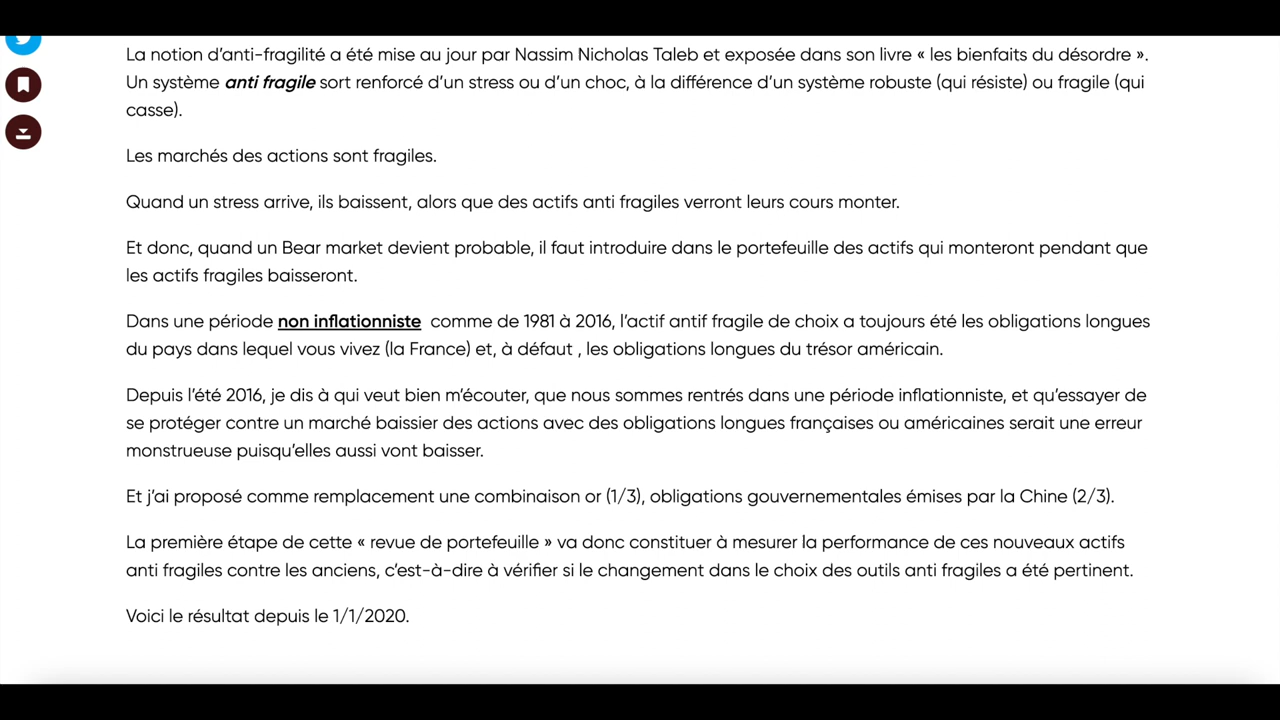 La notion d’anti-fragilité a été mise au jour par Nassim Nicholas Taleb et exposée dans son livre « les bienfaits du désordre ».
Un système anti fragile sort renforcé d’un stress ou d’un choc, à la différence d’un système robuste (qui résiste) ou fragile (qui
casse).
Les marchés des actions sont fragiles.
Quand un stress arrive, ils baissent, alors que des actifs anti fragiles verront leurs cours monter.
Et donc, quand un Bear market devient probable, il faut introduire dans le portefeuille des actifs qui monteront pendant que
les actifs fragiles baisseront.
Dans une période non inflationniste comme de 1981 à 2016, l’actif antif fragile de choix a toujours été les obligations longues
du pays dans lequel vous vivez (la France) et, à défaut , les obligations longues du trésor américain.
Depuis l’été 2016, je dis à qui veut bien m’écouter, que nous sommes rentrés dans une période inflationniste, et qu’essayer de
se protéger contre un marché baissier des actions avec des obligations longues françaises ou américaines serait une erreur
monstrueuse puisqu’elles aussi vont baisser.
Et j’ai proposé comme remplacement une combinaison or (1/3), obligations gouvernementales émises par la Chine (2/3).
La première étape de cette « revue de portefeuille » va donc constituer à mesurer la performance de ces nouveaux actifs
anti fragiles contre les anciens, c’est-à-dire à vérifier si le changement dans le choix des outils anti fragiles a été pertinent.
Voici le résultat depuis le 1/1/2020.